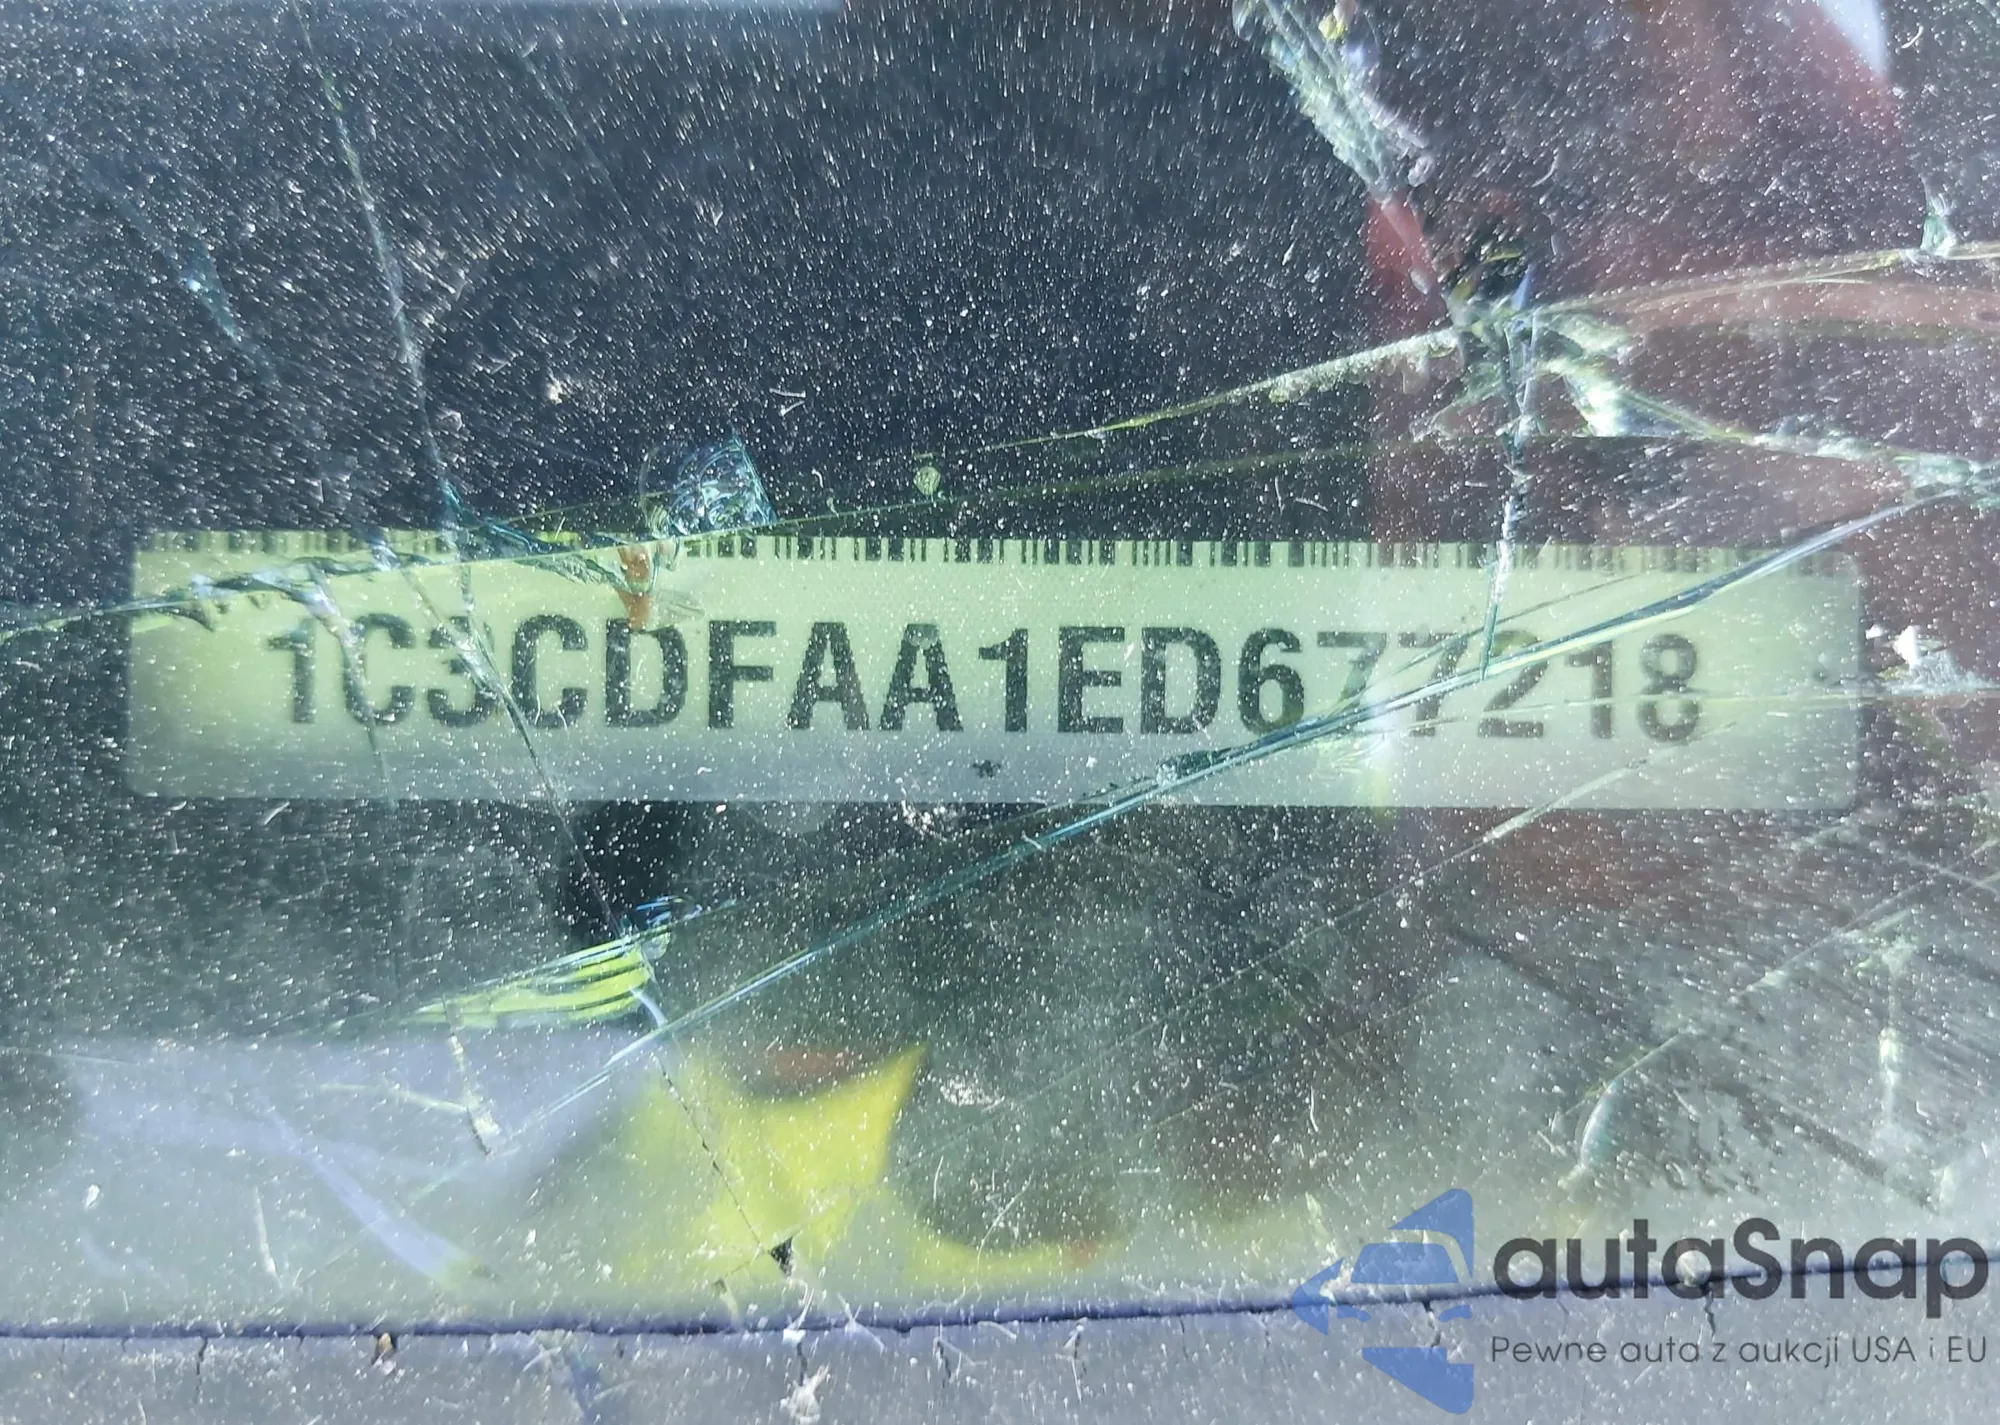 1C3CDFAA1ED677218
autaSnap
Pewne auta z aukcji USA i EU